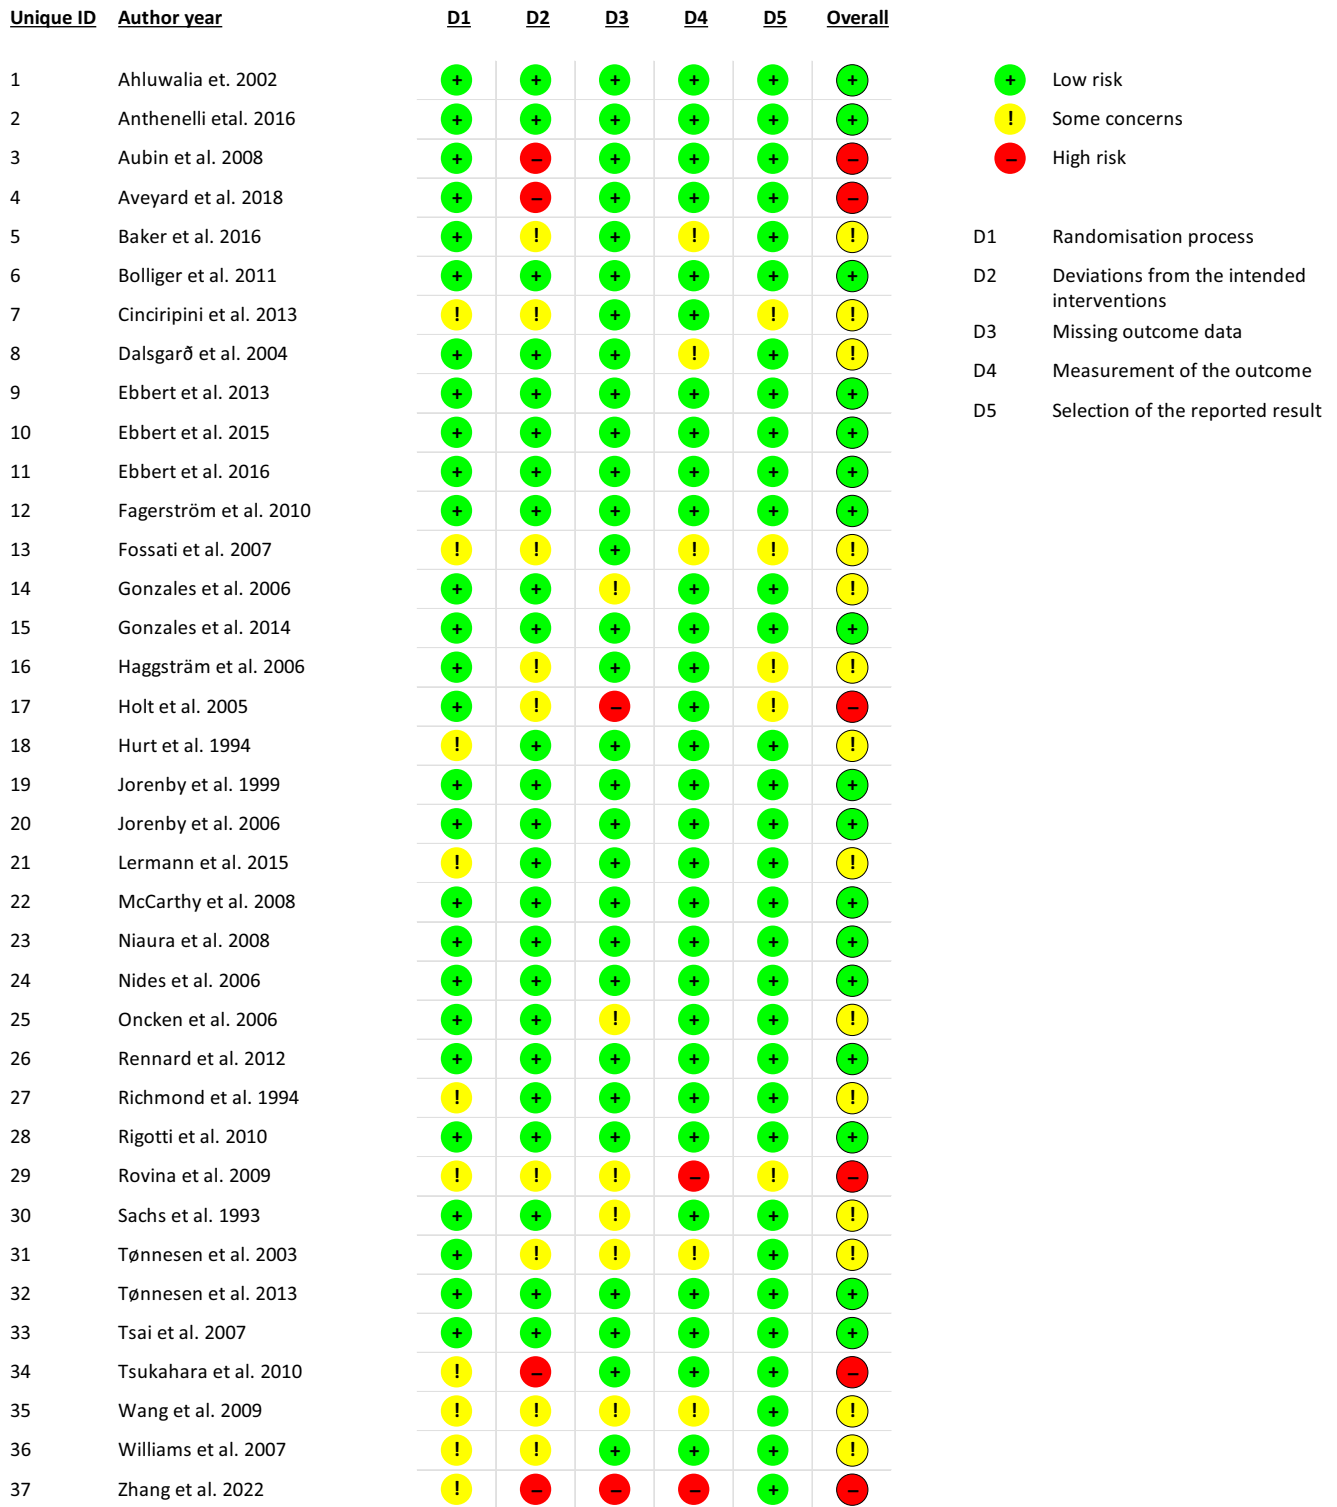 Unique ID Author year D1 D2 D3 D4 D5 Overall
1 Ahluwalia et. 2002 + + + + + + + Low risk
2 Anthenelli etal. 2016 + + + + + + ! Some concerns
3 Aubin et al. 2008 + − + + + − − High risk
4 Aveyard et al. 2018 + − + + + −
5 Baker et al. 2016 + ! + ! + ! D1 Randomisation process
6 Bolliger et al. 2011 + + + + + + D2 Deviations from the intended
interventions
7 Cinciripini et al. 2013 ! ! + + ! ! D3 Missing outcome data
8 Dalsgarð et al. 2004 + + + ! + ! D4 Measurement of the outcome
9 Ebbert et al. 2013 + + + + + + D5 Selection of the reported result
10 Ebbert et al. 2015 + + + + + +
11 Ebbert et al. 2016 + + + + + +
12 Fagerström et al. 2010 + + + + + +
13 Fossati et al. 2007 ! ! + ! ! !
14 Gonzales et al. 2006 + + ! + + !
15 Gonzales et al. 2014 + + + + + +
16 Haggsträm et al. 2006 + ! + + ! !
17 Holt et al. 2005 + ! − + ! −
18 Hurt et al. 1994 ! + + + + !
19 Jorenby et al. 1999 + + + + + +
20 Jorenby et al. 2006 + + + + + +
21 Lermann et al. 2015 ! + + + + !
22 McCarthy et al. 2008 + + + + + +
23 Niaura et al. 2008 + + + + + +
24 Nides et al. 2006 + + + + + +
25 Oncken et al. 2006 + + ! + + !
26 Rennard et al. 2012 + + + + + +
27 Richmond et al. 1994 ! + + + + !
28 Rigotti et al. 2010 + + + + + +
29 Rovina et al. 2009 ! ! ! − ! −
30 Sachs et al. 1993 + + ! + + !
31 Tønnesen et al. 2003 + ! ! ! + !
32 Tønnesen et al. 2013 + + + + + +
33 Tsai et al. 2007 + + + + + +
34 Tsukahara et al. 2010 ! − + + + −
35 Wang et al. 2009 ! ! ! ! + !
36 Williams et al. 2007 ! ! + + + !
37 Zhang et al. 2022 ! − − − + −